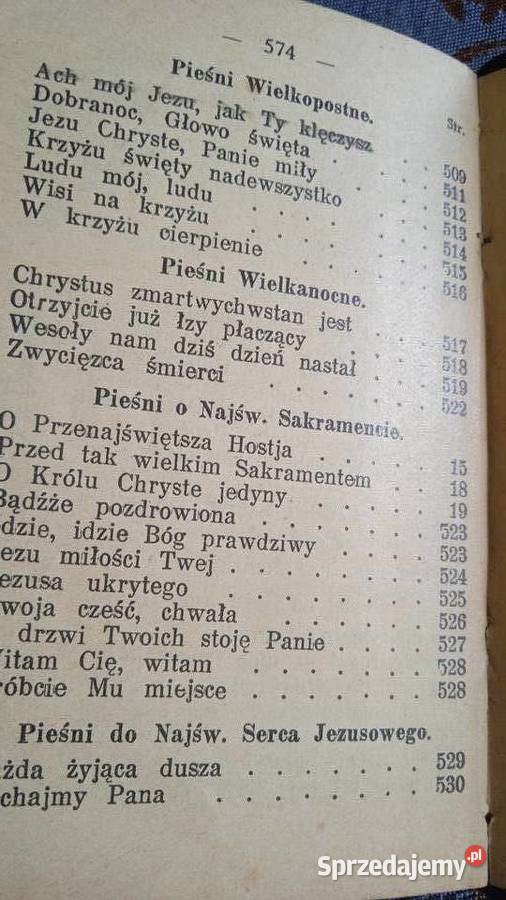 — 574 —
Pieśni Wielkopostne.
Str.
Ach mój Jezu, jak Ty klęczysz 509
Dobranoc, Głowo święta . . . . 511
Jezu Chryste, Panie miły . . . 512
Krzyżu święty nadewszystko . . 513
Ludu mój, ludu . . . . . . 514
Wisi na krzyżu . . . . . . 515
W krzyżu cierpienie . . . . . 516
Pieśni Wielkanocne.
Chrystus zmartwychwstan jest . . . 517
Otrzyjcie już łzy płaczący . . . . 518
Wesoły nam dziś dzień nastał . . . 519
Zwycięzca śmierci . . . . . . 522
Pieśni o Najśw. Sakramencie.
O Przenajświętsza Hostja . . . . . 15
Przed tak wielkim Sakramentem . . 18
O Królu Chryste jedyny . . . . . 19
Bądźże pozdrowiona . . . . . . 523
dzie, idzie Bóg prawdziwy . . . . 523
ezu miłości Twej . . . . . . . 524
ezusa ukrytego . . . . . . . 525
woja cześć, chwała . . . . . . 526
drzwi Twoich stoję Panie . . . . 527
Witam Cię, witam . . . . . . 528
róbcie Mu miejsce . . . . . . 528
Pieśni do Najśw. Serca Jezusowego.
żda żyjąca dusza . . . . . . . 529
chajmy Pana . . . . . . . 530
Sprzedajemy.pl